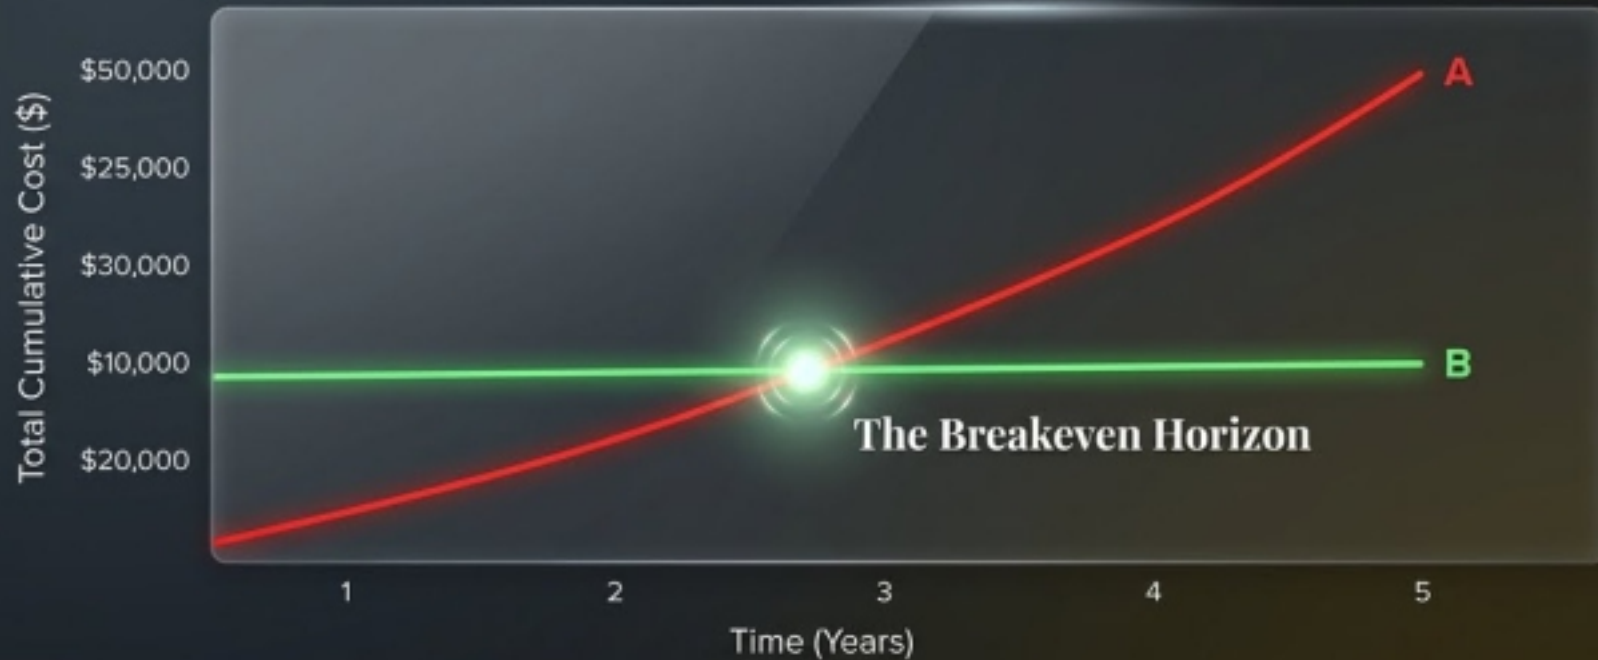 Total Cumulative Cost ($)
$50,000
$25,000
$30,000
$10,000
$20,000
A
B
The Breakeven Horizon
1 2 3 4 5
Time (Years)